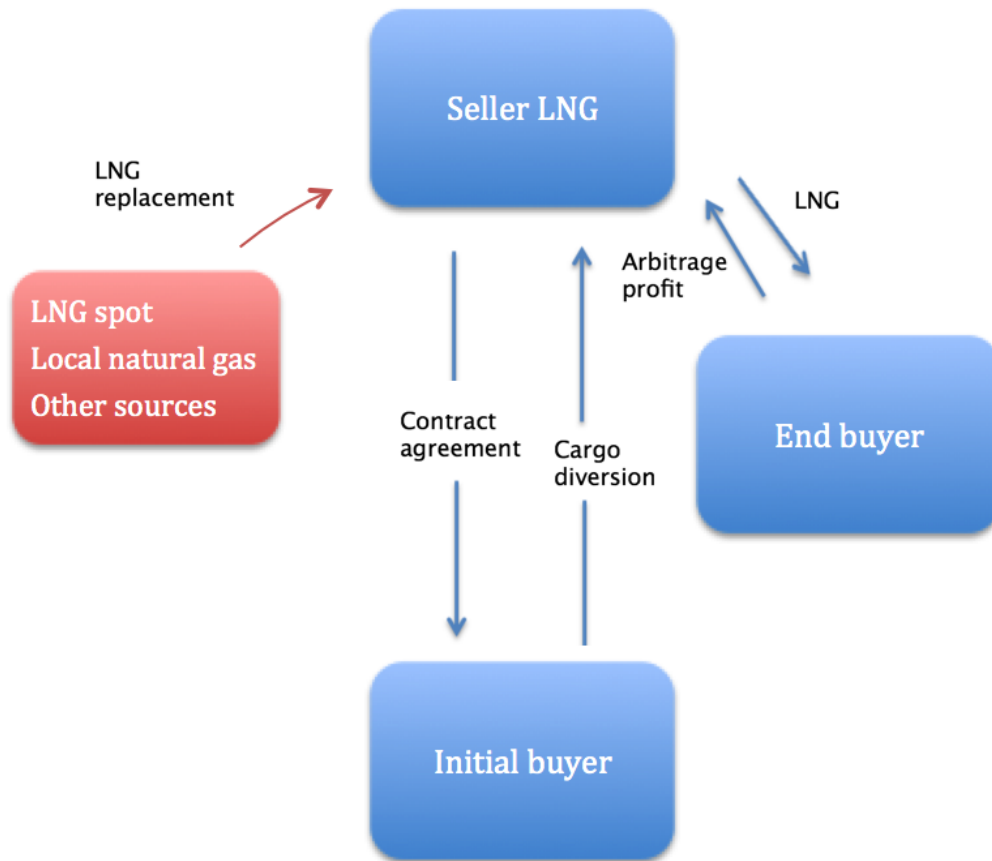 Seller LNG
LNG
replacement
LNG
Arbitrage
profit
LNG spot
Local natural gas
Other sources
Contract
agreement
Cargo
diversion
End buyer
Initial buyer